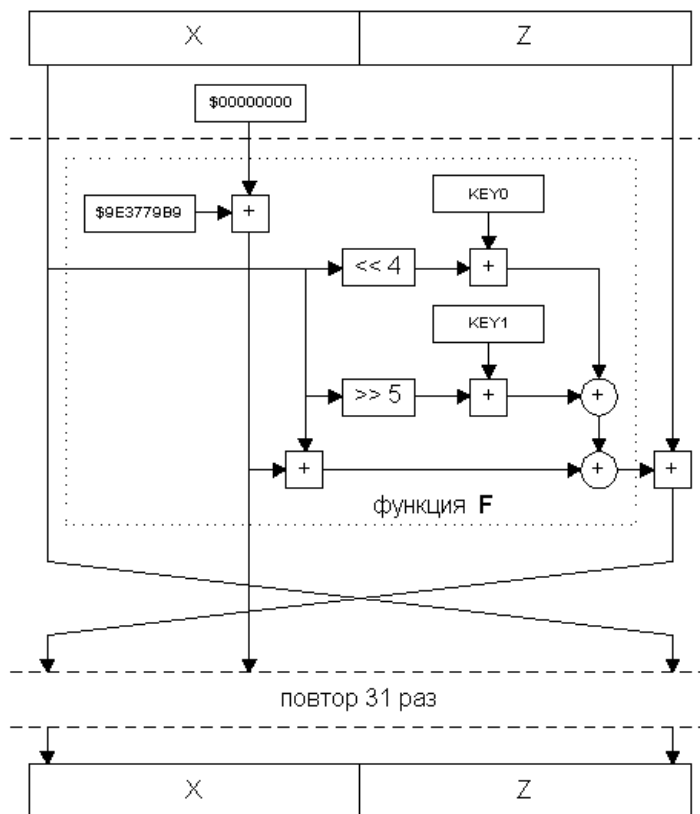 X Z
$00000000
KEY0
$9E3779B9 +
<< 4 +
KEY1
>> 5 + +
+ + +
функция F
повтор 31 раз
X Z